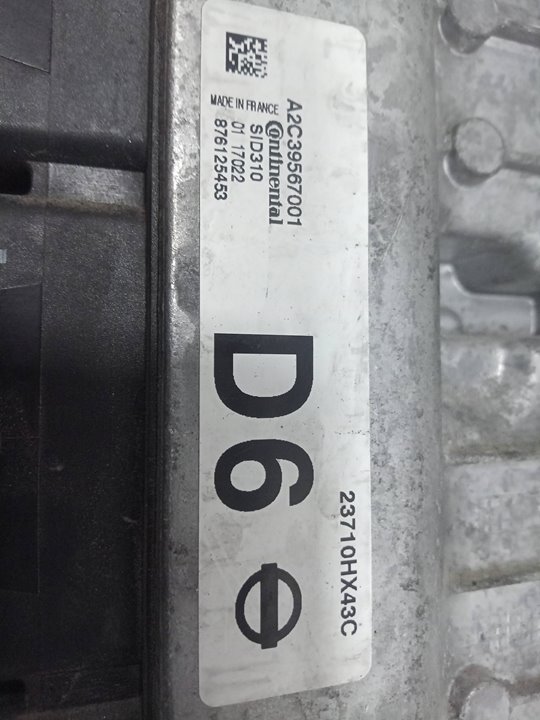 A2C39567001
Continental
MADE IN FRANCE
SID310
01 17022
876125453
D6
23710HX43C